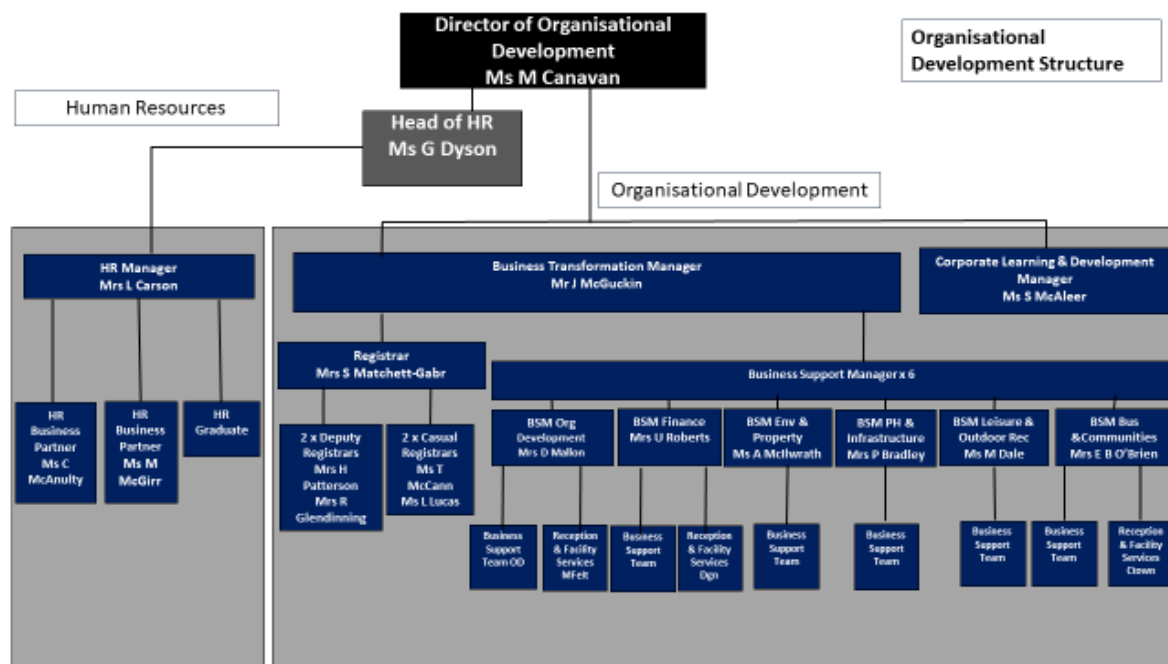 Director of Organisational
Development
Ms M Canavan
Organisational
Development Structure
Human Resources
Head of HR
Ms G Dyson
Organisational Development
HR Manager
Mrs L Carson
Business Transformation Manager
Mr J McGuckin
Corporate Learning & Development
Manager
Ms S McAleer
Registrar
Mrs S Matchett-Gabr
Business Support Manager x 6
HR
Business
Partner
Ms C
McAnulty
HR
Business
Partner
Ms M
McGirr
HR
Graduate
2 x Deputy
Registrars
Mrs H
Patterson
Mrs R
Glendinning
2 x Casual
Registrars
Ms T
McCann
Ms L Lucas
BSM Org
Development
Mrs D Mallon
BSM Finance
Mrs U Roberts
BSM Env &
Property
Ms A McIlwrath
BSM PH &
Infrastructure
Mrs P Bradley
BSM Leisure &
Outdoor Rec
Ms M Dale
BSM Bus
&Communities
Mrs E B O'Brien
Business
Support
Team OD
Reception
& Facility
Services
MFelt
Business
Support
Team
Reception
& Facility
Services
Dgn
Business
Support
Team
Business
Support
Team
Business
Support
Team
Business
Support
Team
Reception
& Facility
Services
Ctown